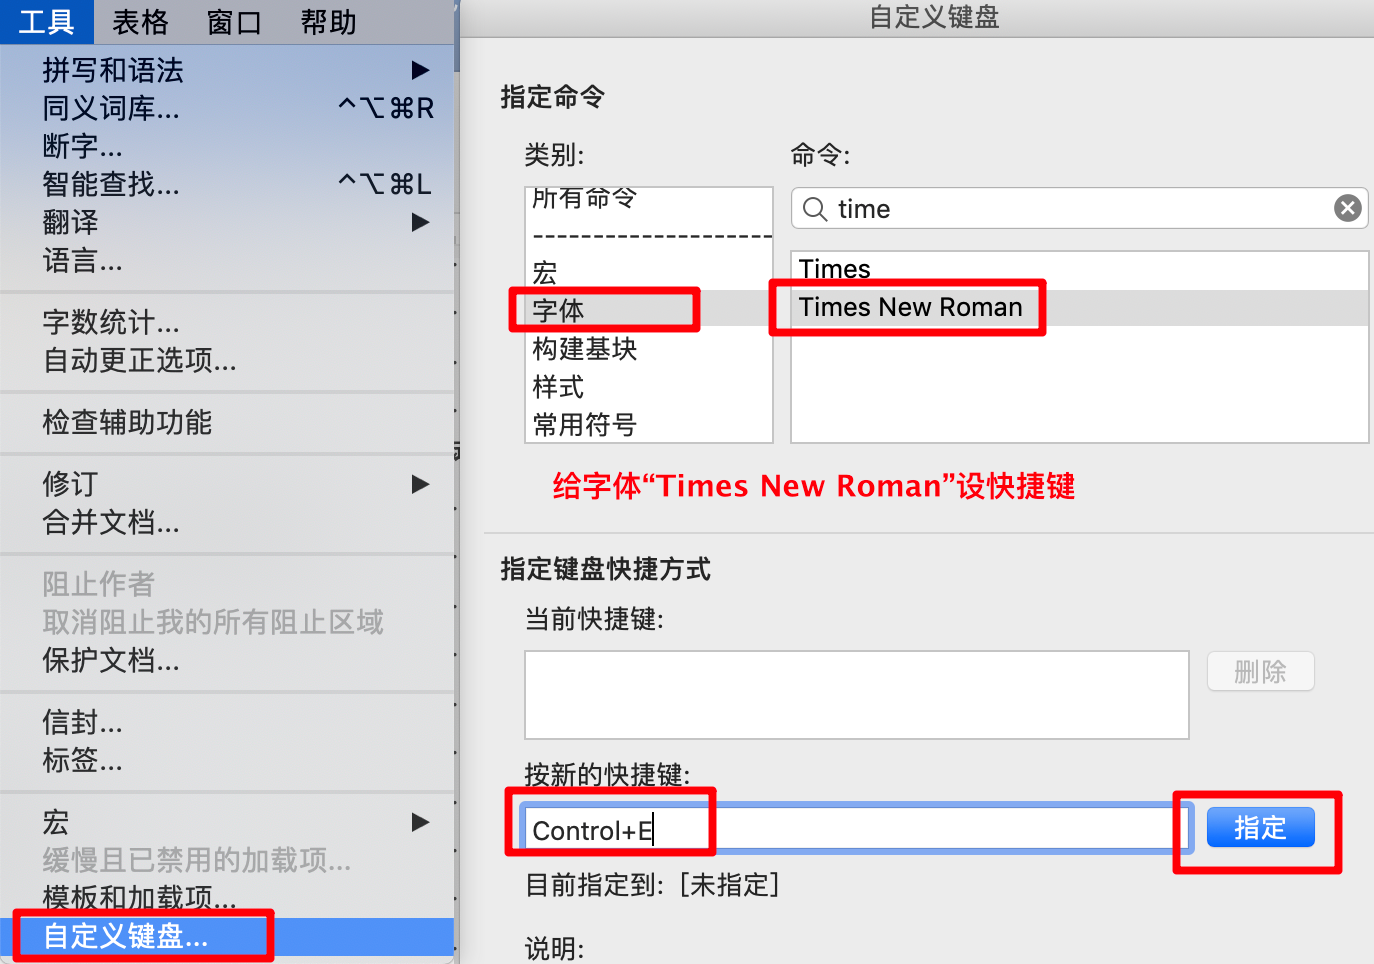 工具 表格 窗口 帮助
拼写和语法 ▶
同义词库... ^⌥⌘R
断字...
智能查找... ^⌥⌘L
翻译 ▶
语言...
字数统计...
自动更正选项...
检查辅助功能
修订 ▶
合并文档...
阻止作者
取消阻止我的所有阻止区域
保护文档...
信封...
标签...
宏 ▶
缓慢且已禁用的加载项...
模板和加载项...
自定义键盘...
自定义键盘
指定命令
类别:
所有命令
--------------------
宏
字体
构建基块
样式
常用符号
命令:
time
Times
Times New Roman
给字体“Times New Roman”设快捷键
指定键盘快捷方式
当前快捷键:
删除
按新的快捷键:
Control+E
指定
目前指定到: [未指定]
说明: